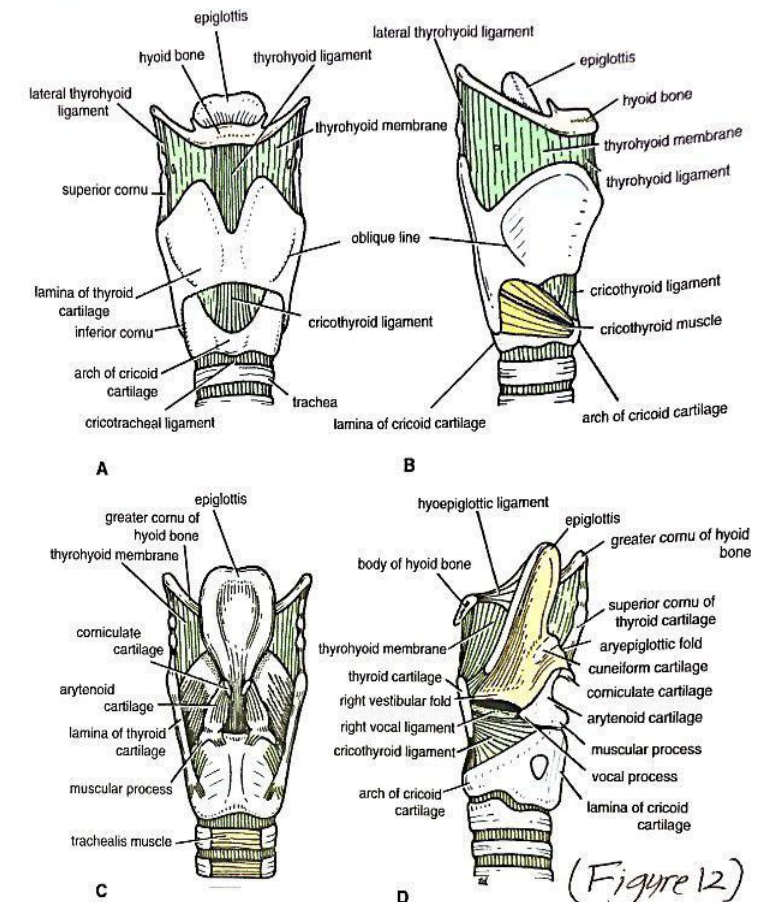 epiglottis
hyoid bone
thyrohyoid ligament
lateral thyrohyoid
ligament
thyrohyoid membrane
superior cornu
oblique line
lamina of thyroid
cartilage
inferior cornu
cricothyroid ligament
arch of cricoid
cartilage
trachea
cricotracheal ligament
A
lateral thyrohyoid ligament
epiglottis
hyoid bone
thyrohyoid membrane
thyrohyoid ligament
cricothyroid ligament
cricothyroid muscle
lamina of cricoid cartilage
arch of cricoid cartilage
B
epiglottis
greater cornu of
hyoid bone
thyrohyoid membrane
corniculate
cartilage
arytenoid
cartilage
lamina of thyroid
cartilage
muscular process
trachealis muscle
C
hyoepiglottic ligament
epiglottis
greater cornu of hyoid
bone
body of hyoid bone
superior cornu of
thyroid cartilage
thyrohyoid membrane
aryepiglottic fold
cuneiform cartilage
thyroid cartilage
corniculate cartilage
right vestibular fold
arytenoid cartilage
right vocal ligament
cricothyroid ligament
muscular process
vocal process
arch of cricoid
cartilage
lamina of cricoid
cartilage
D
(Figure 12)